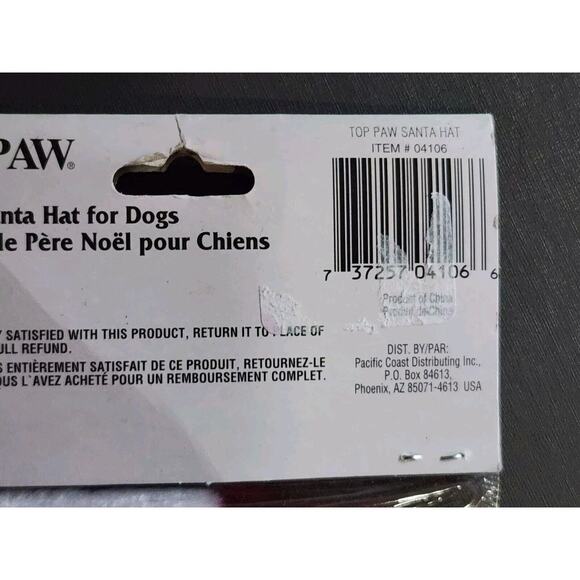 PAW®
anta Hat for Dogs
le Père Noël pour Chiens
SATISFIED WITH THIS PRODUCT, RETURN IT TO PLACE OF
ULL REFUND.
S ENTIÈREMENT SATISFAIT DE CE PRODUIT, RETOURNEZ-LE
OUS L'AVEZ ACHETÉ POUR UN REMBOURSEMENT COMPLET.
TOP PAW SANTA HAT
ITEM # 04106
7 37257 04106 6
Product of China
Produit de Chine
DIST. BY/PAR:
Pacific Coast Distributing Inc.,
P.O. Box 84613,
Phoenix, AZ 85071-4613 USA